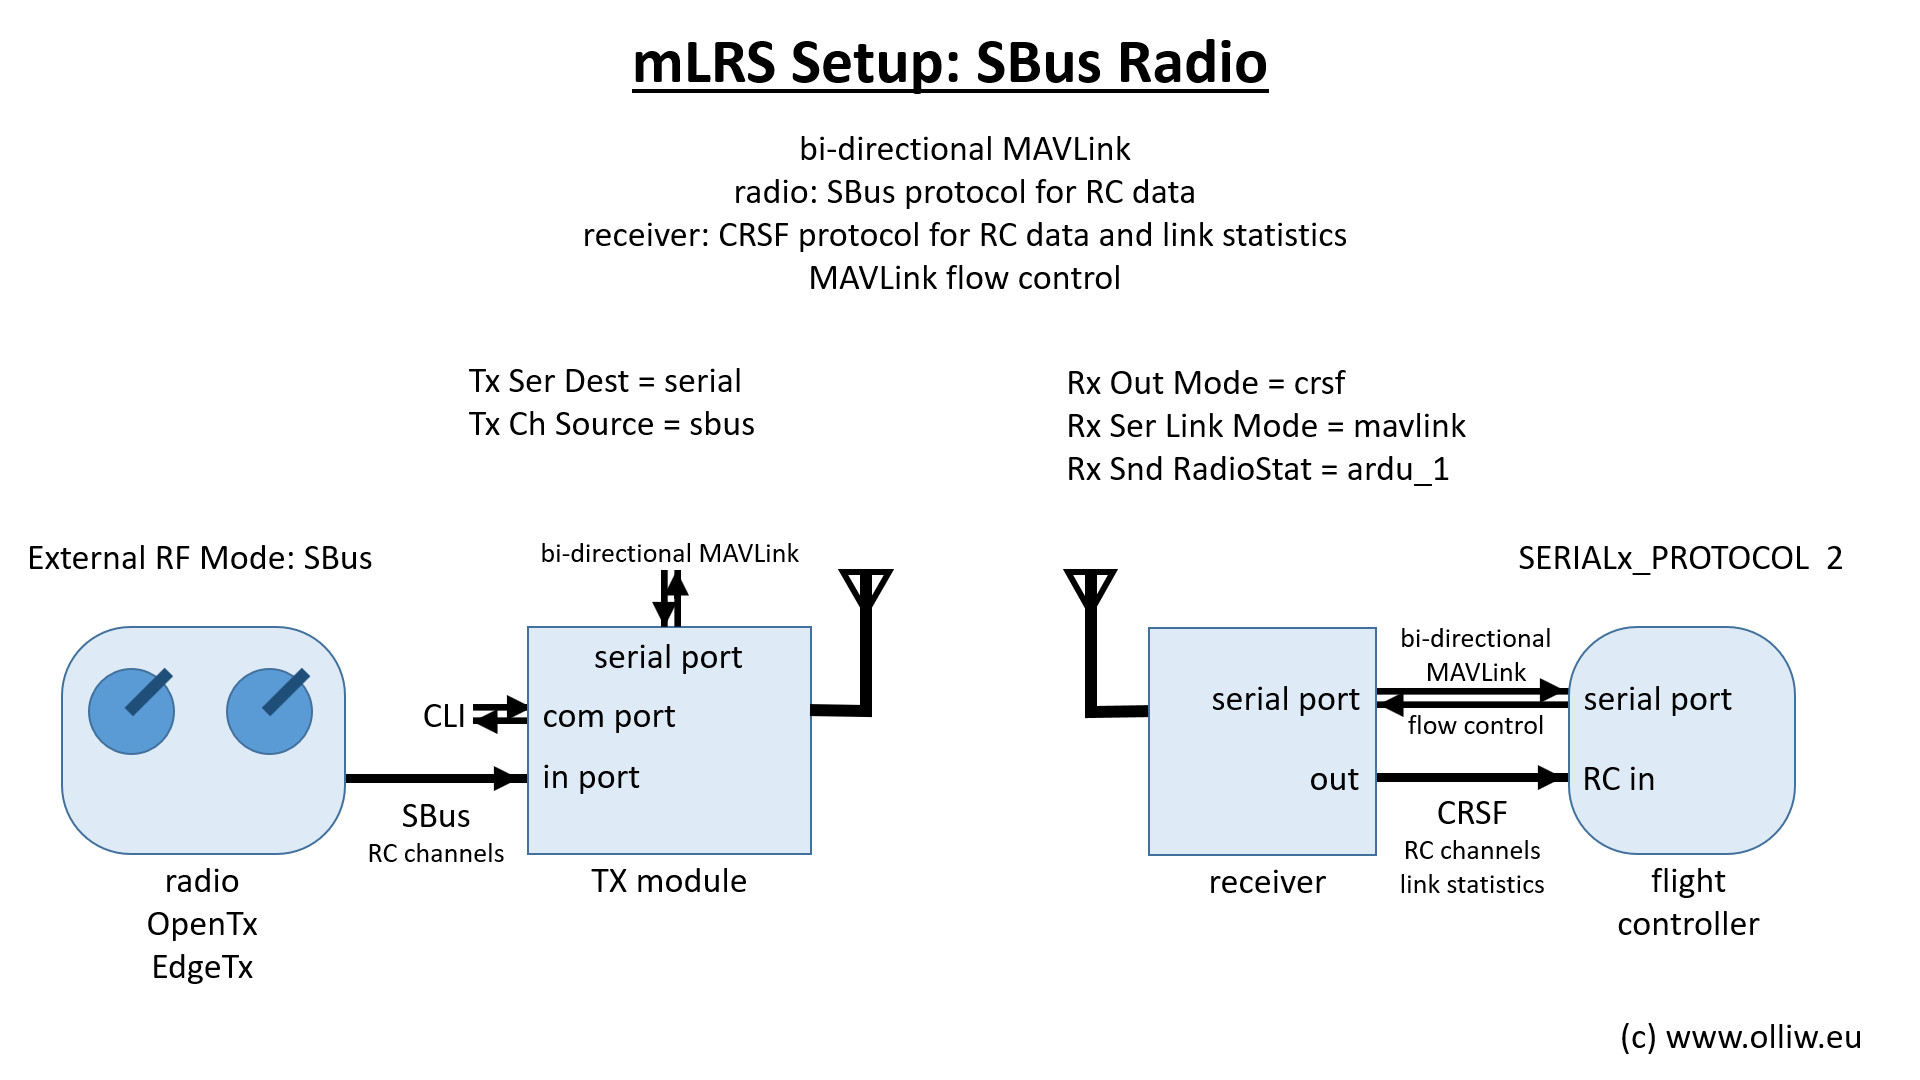 mLRS Setup: SBus Radio
bi-directional MAVLink
radio: SBus protocol for RC data
receiver: CRSF protocol for RC data and link statistics
MAVLink flow control
Tx Ser Dest = serial
Tx Ch Source = sbus
Rx Out Mode = crsf
Rx Ser Link Mode = mavlink
Rx Snd RadioStat = ardu_1
External RF Mode: SBus
bi-directional MAVLink
SERIALx_PROTOCOL 2
serial port
CLI
com port
in port
SBus
RC channels
radio
OpenTx
EdgeTx
TX module
bi-directional
MAVLink
serial port
serial port
flow control
out
RC in
CRSF
RC channels
link statistics
receiver
flight
controller
(c) www.olliw.eu